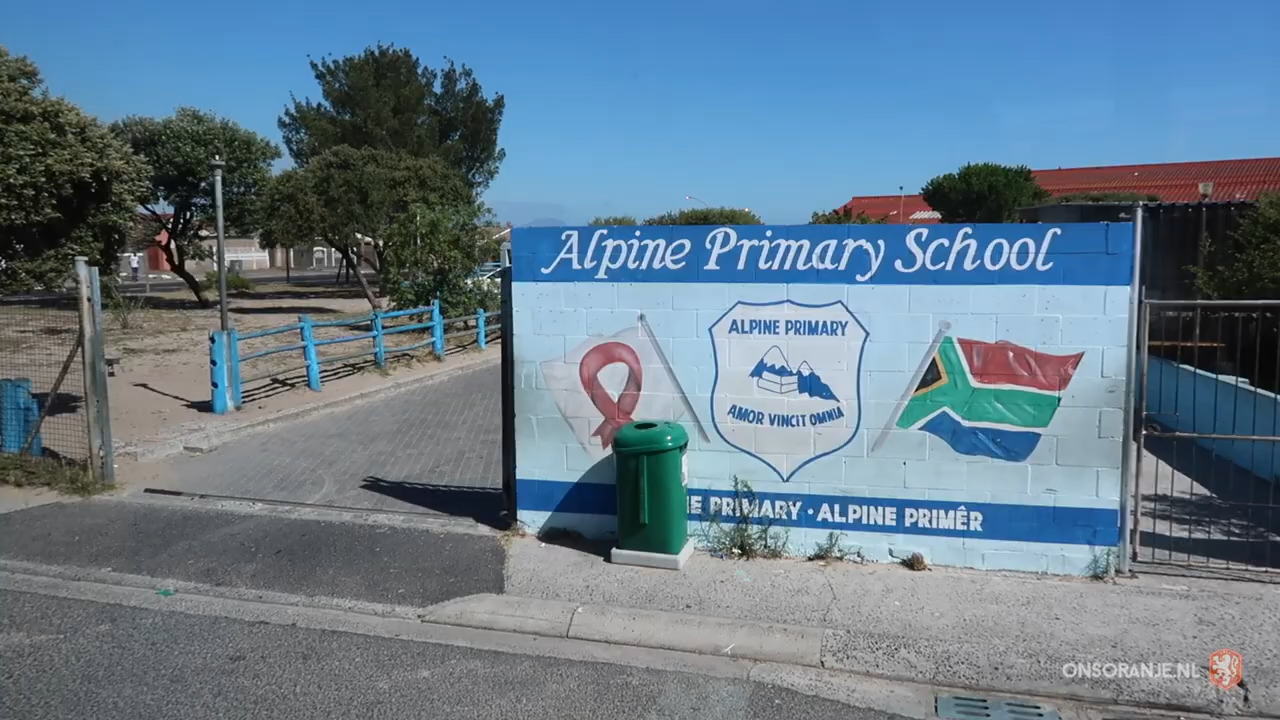 Alpine Primary School
ALPINE PRIMARY
AMOR VINCIT OMNIA
PRIMARY · ALPINE PRIMÊR
ONSORANJE.NL